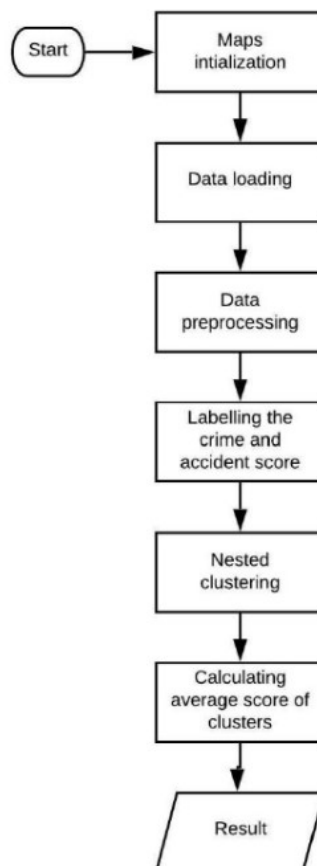 Start
Maps
intialization
Data loading
Data
preprocessing
Labelling the
crime and
accident score
Nested
clustering
Calculating
average score of
clusters
Result